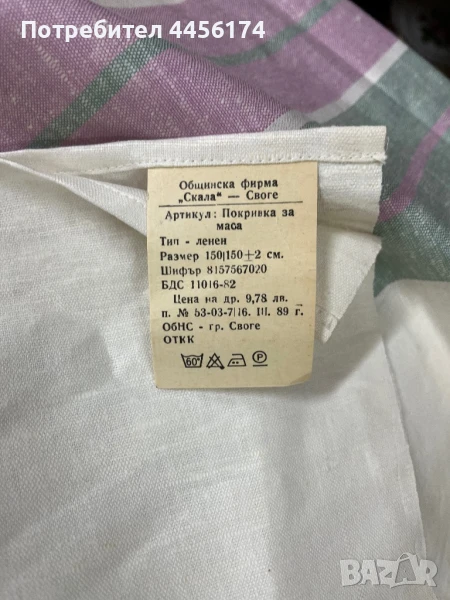 Потребител 4456174
Общинска фирма
„Скала“ — Своге
Артикул: Покривка за
маса
Тип - ленен
Размер 150|150±2 см.
Шифър 8157567020
БДС 11016-82
Цена на др. 9,78 лв.
п. № 53-03-7/16. III. 89 г.
ОбНС - гр. Своге
ОТКК
60°
P
BAZAR